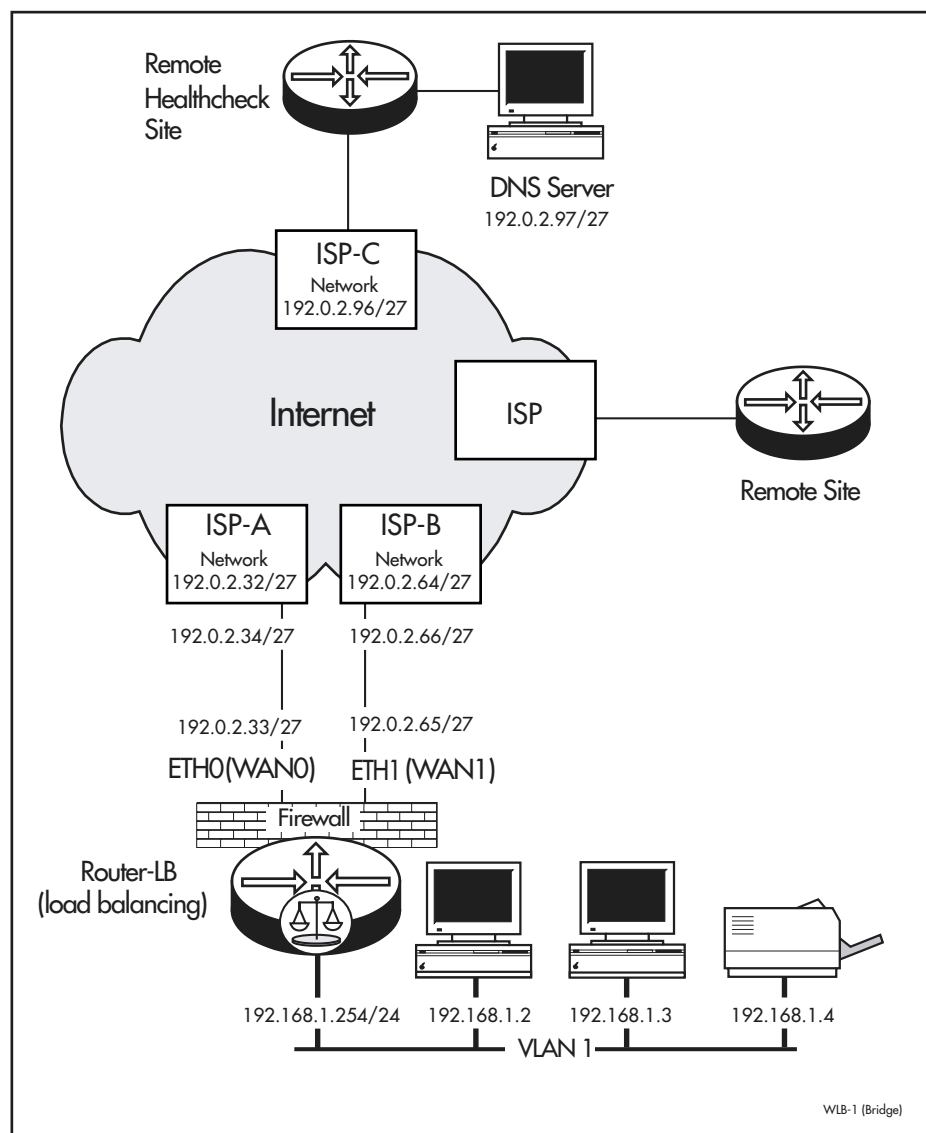 Remote
Healthcheck
Site
DNS Server
192.0.2.97/27
ISP-C
Network
192.0.2.96/27
Internet
ISP
Remote Site
ISP-A
Network
192.0.2.32/27
ISP-B
Network
192.0.2.64/27
192.0.2.34/27
192.0.2.66/27
192.0.2.33/27
192.0.2.65/27
ETH0(WAN0)
ETH1 (WAN1)
Firewall
Router-LB
(load balancing)
192.168.1.254/24
192.168.1.2
192.168.1.3
192.168.1.4
VLAN 1
WLB-1 (Bridge)